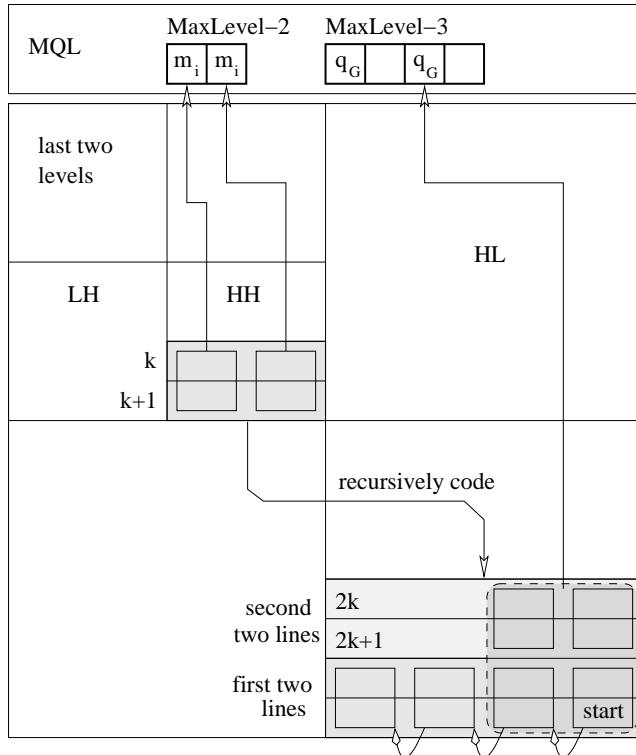 MaxLevel−2 MaxLevel−3
MQL
m_i m_i q_G q_G
last two
levels
HL
LH HH
k
k+1
recursively code
second
two lines
2k
2k+1
first two
lines
start